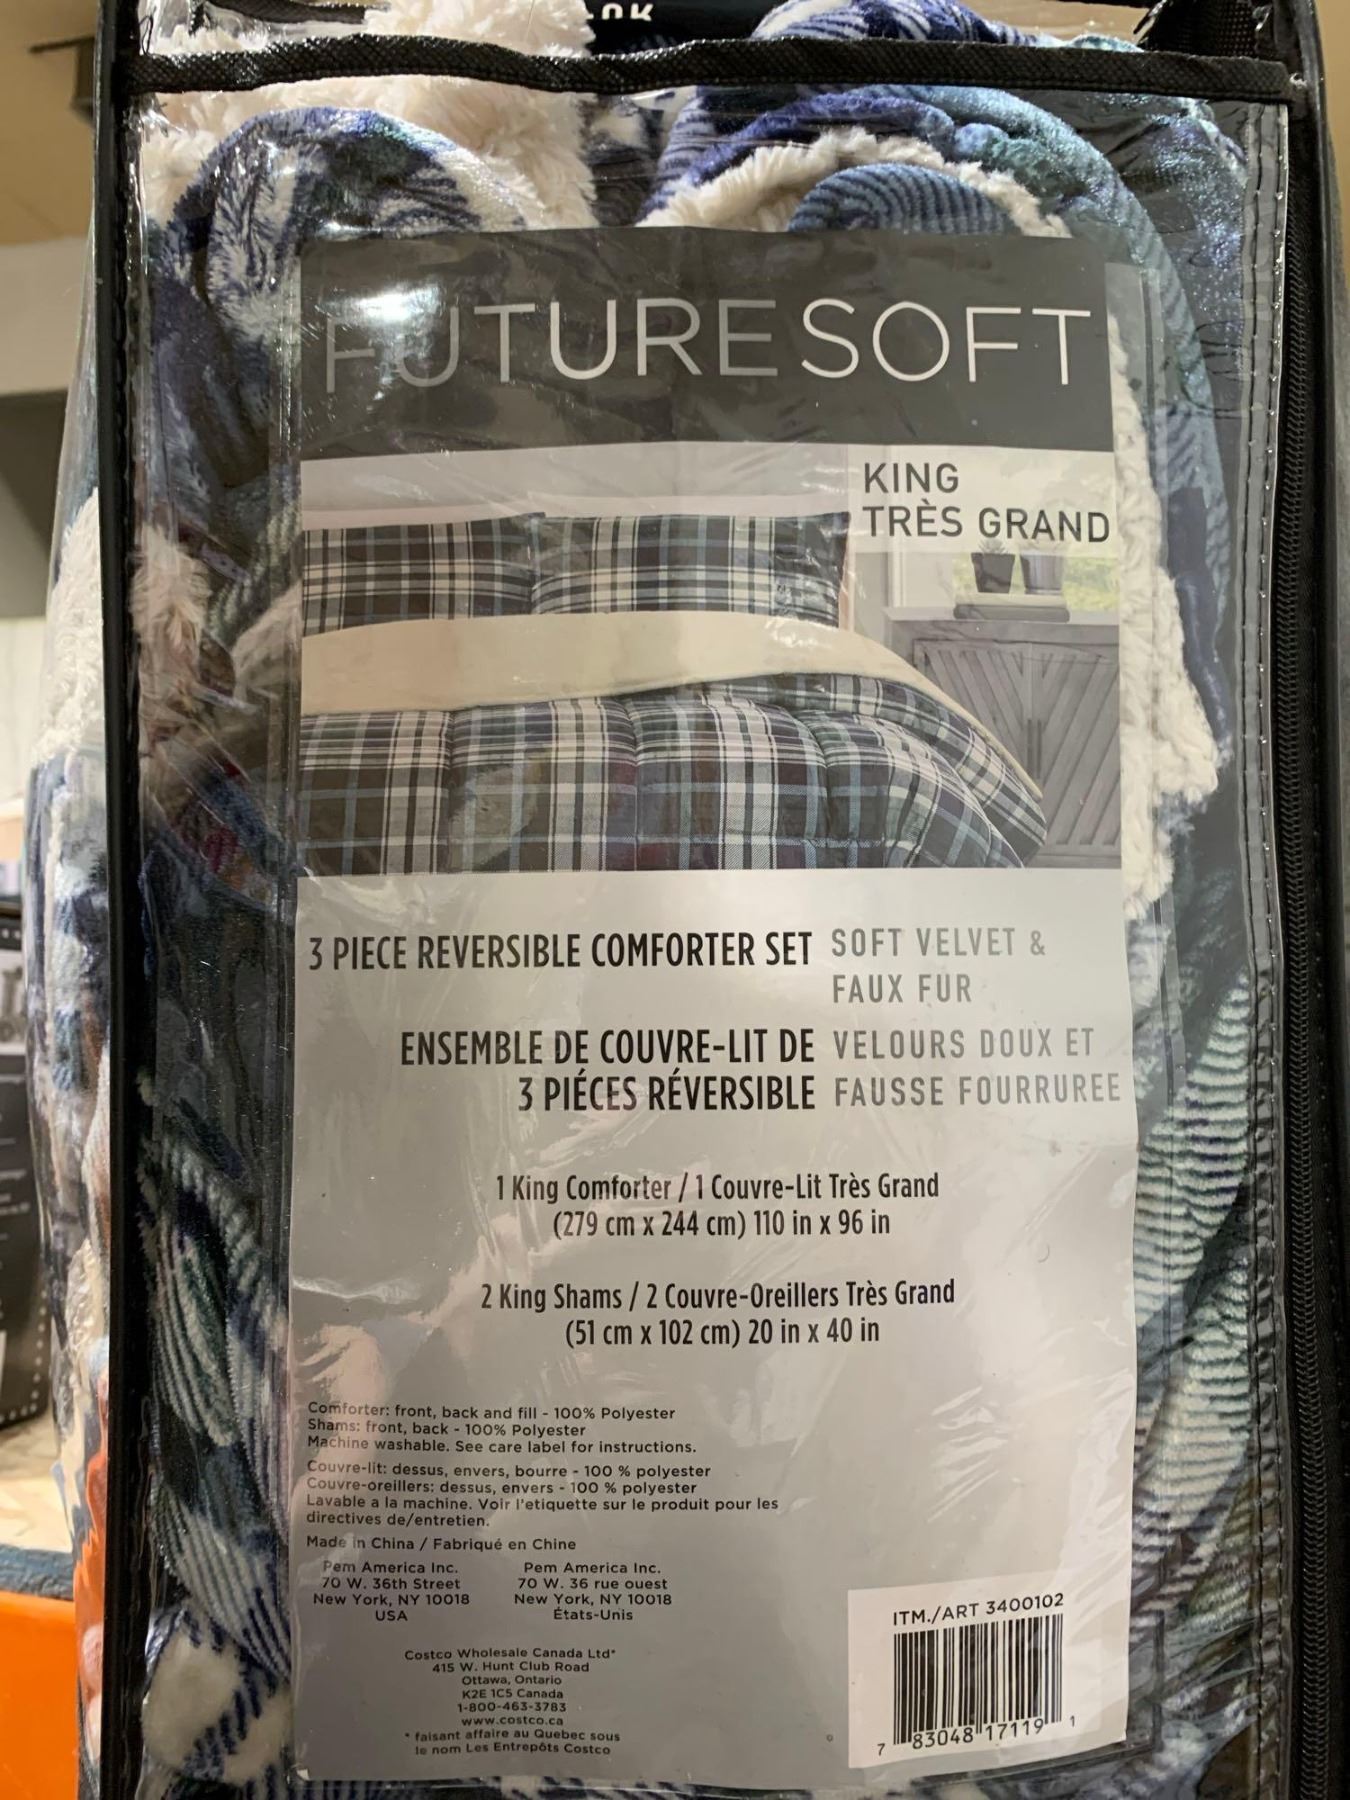 FUTURE SOFT
KING
TRÈS GRAND
3 PIECE REVERSIBLE COMFORTER SET
SOFT VELVET &
FAUX FUR
ENSEMBLE DE COUVRE-LIT DE
3 PIÉCES RÉVERSIBLE
VELOURS DOUX ET
FAUSSE FOURRUREE
1 King Comforter / 1 Couvre-Lit Très Grand
(279 cm x 244 cm) 110 in x 96 in
2 King Shams / 2 Couvre-Oreillers Très Grand
(51 cm x 102 cm) 20 in x 40 in
Comforter: front, back and fill - 100% Polyester
Shams: front, back - 100% Polyester
Machine washable. See care label for instructions.
Couvre-lit: dessus, envers, bourre - 100 % polyester
Couvre-oreillers: dessus, envers - 100 % polyester
Lavable a la machine. Voir l'etiquette sur le produit pour les
directives de/entretien.
Made in China / Fabriqué en Chine
Pem America Inc.
70 W. 36th Street
New York, NY 10018
USA
Pem America Inc.
70 W. 36 rue ouest
New York, NY 10018
États-Unis
Costco Wholesale Canada Ltd*
415 W. Hunt Club Road
Ottawa, Ontario
K2E 1C5 Canada
1-800-463-3783
www.costco.ca
* faisant affaire au Quebec sous
le nom Les Entrepôts Costco
ITM./ART 3400102
7 83048 17119 1